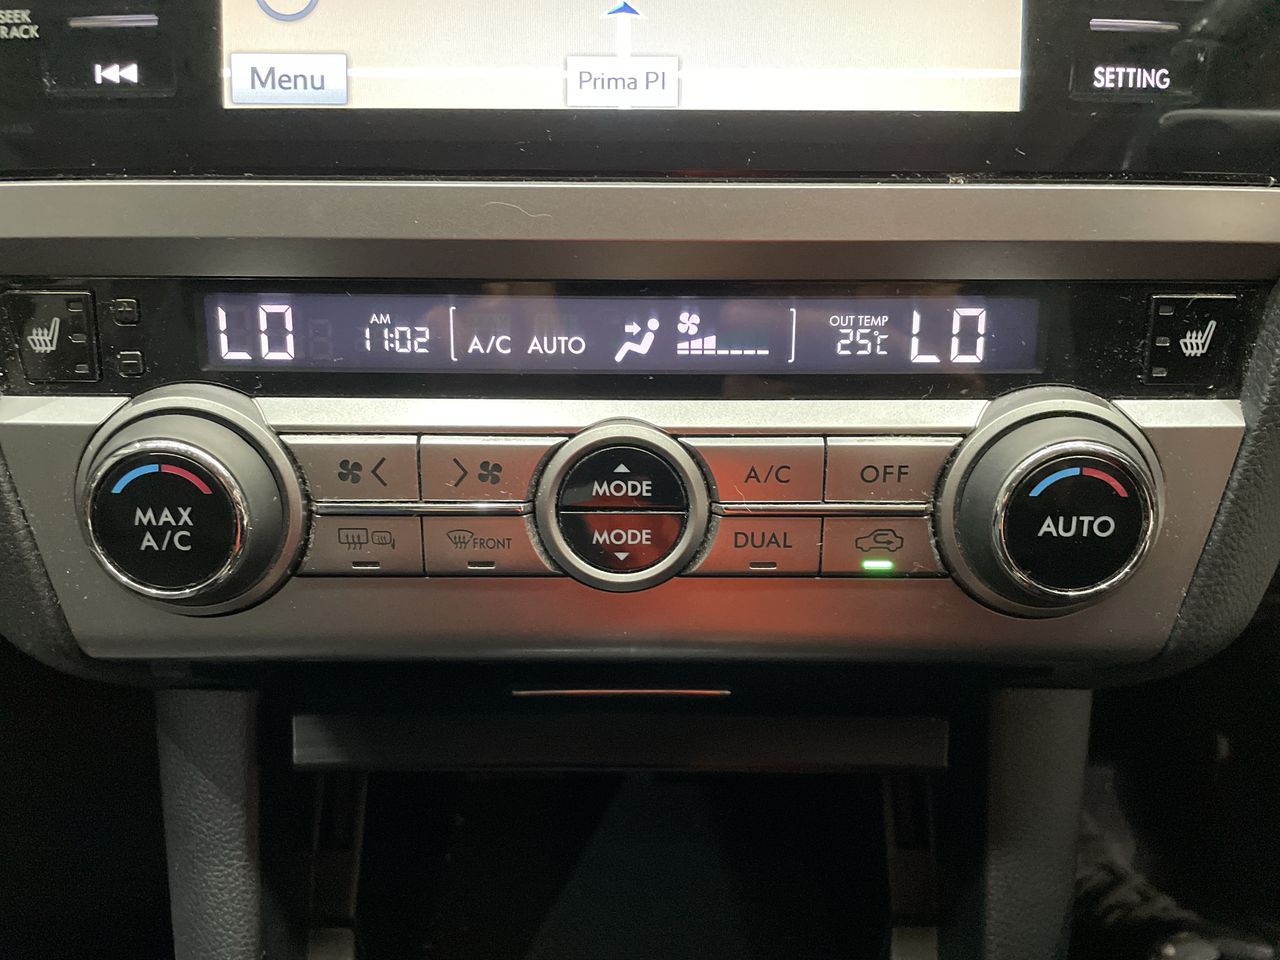 SEEK
TRACK
Menu
Prima Pl
SETTING
LO
AM
11:02
A/C AUTO
OUT TEMP
25°C
LO
MAX
A/C
MODE
MODE
A/C
OFF
FRONT
DUAL
AUTO